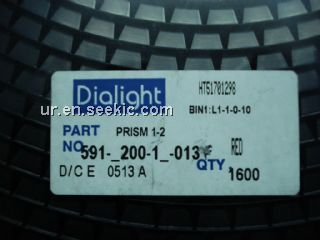 Dialight
HT51701298
BIN1:L1-1-0-10
ur.en.seekic.com
PART NO.
PRISM 1-2
591-_200-1_-013
RED
QTY, 1600
D/C E 0513 A